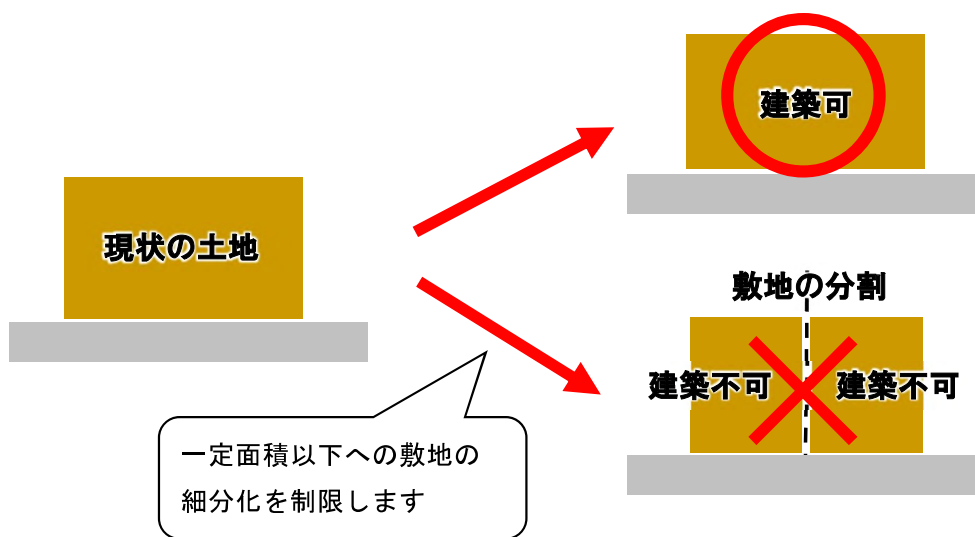 建築可
現状の土地
敷地の分割
建築不可
建築不可
一定面積以下への敷地の
細分化を制限します